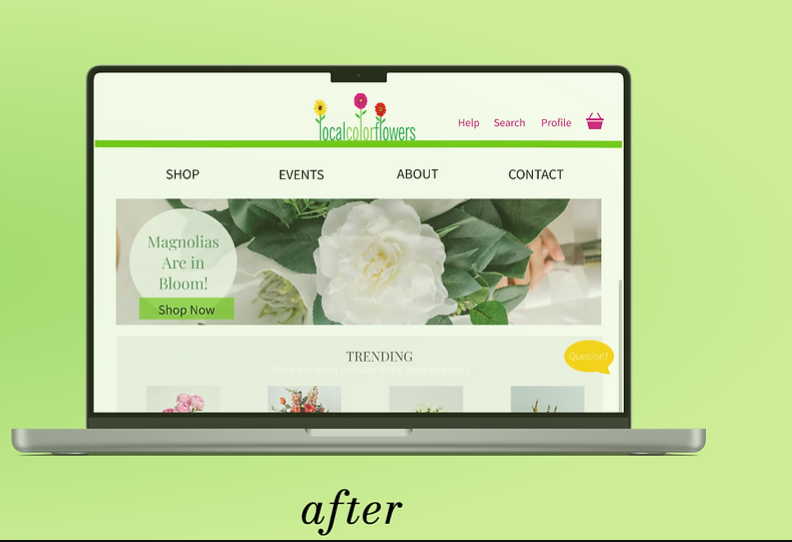 localcolorflowers
Help Search Profile
SHOP EVENTS ABOUT CONTACT
Magnolias
Are in
Bloom!
Shop Now
TRENDING
Shop our most popular floral arrangements.
Question?
after